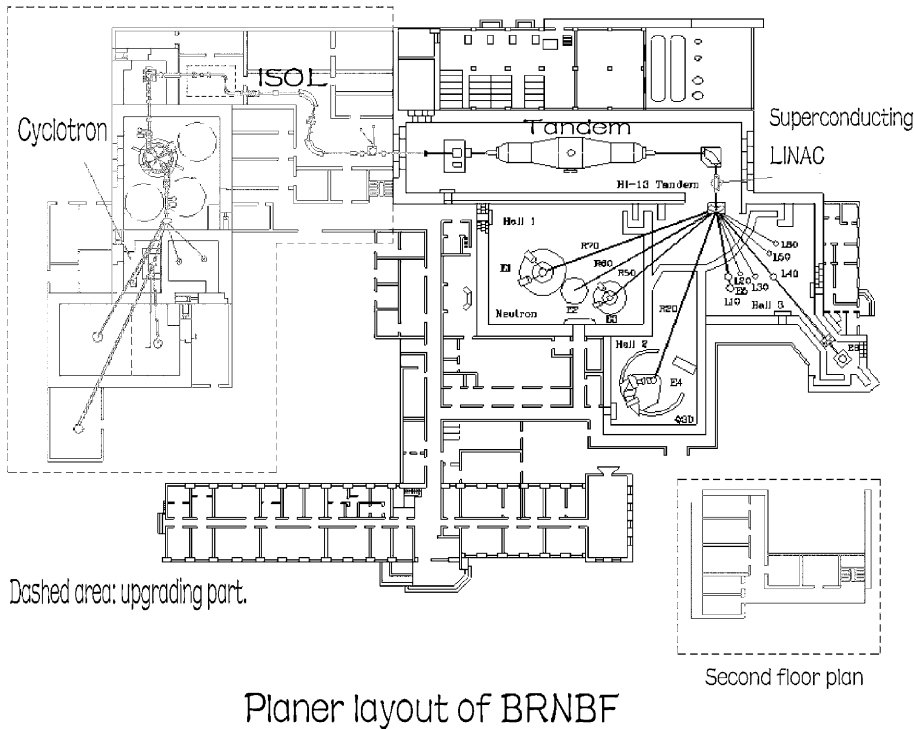 ISOL
Cyclotron
Tandem
Superconducting
LINAC
HI-13 Tandem
Hall 1
R70
R60
R50
E1
E2
Neutron
L60
L50
L40
L20
L30
L10
Hall 3
R20
Hall 2
E4
Q3D
Dashed area: upgrading part.
Second floor plan
Planer layout of BRNBF